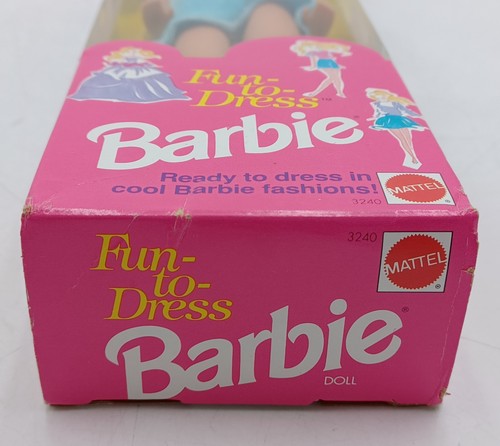 Fun-
to-
Dress™
Barbie®
Ready to dress in
cool Barbie fashions!
MATTEL®
3240
3240
MATTEL®
Fun-
to-
Dress
Barbie®
DOLL